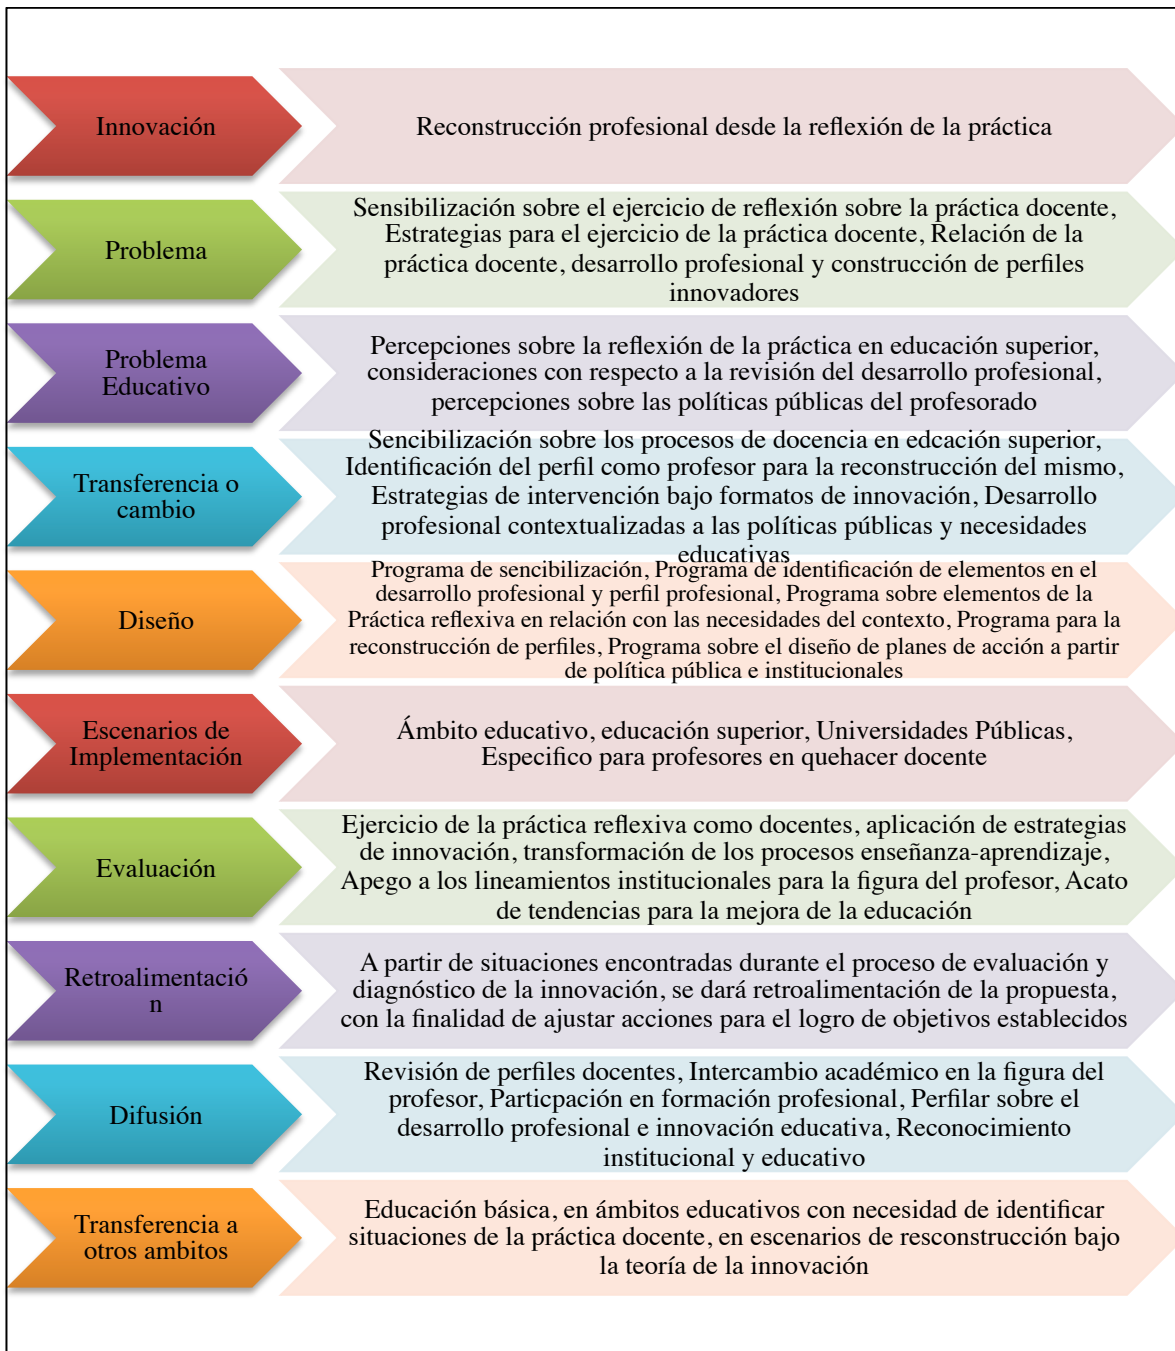 Innovación
Reconstrucción profesional desde la reflexión de la práctica
Problema
Sensibilización sobre el ejercicio de reflexión sobre la práctica docente,
Estrategias para el ejercicio de la práctica docente, Relación de la
práctica docente, desarrollo profesional y construcción de perfiles
innovadores
Problema
Educativo
Percepciones sobre la reflexión de la práctica en educación superior,
consideraciones con respecto a la revisión del desarrollo profesional,
percepciones sobre las políticas públicas del profesorado
Transferencia o
cambio
Sencibilización sobre los procesos de docencia en edcación superior,
Identificación del perfil como profesor para la reconstrucción del mismo,
Estrategias de intervención bajo formatos de innovación, Desarrollo
profesional contextualizadas a las políticas públicas y necesidades
educativas
Diseño
Programa de sencibilización, Programa de identificación de elementos en el
desarrollo profesional y perfil profesional, Programa sobre elementos de la
Práctica reflexiva en relación con las necesidades del contexto, Programa para la
reconstrucción de perfiles, Programa sobre el diseño de planes de acción a partir
de política pública e institucionales
Escenarios de
Implementación
Ámbito educativo, educación superior, Universidades Públicas,
Especifico para profesores en quehacer docente
Evaluación
Ejercicio de la práctica reflexiva como docentes, aplicación de estrategias
de innovación, transformación de los procesos enseñanza-aprendizaje,
Apego a los lineamientos institucionales para la figura del profesor, Acato
de tendencias para la mejora de la educación
Retroalimentació
n
A partir de situaciones encontradas durante el proceso de evaluación y
diagnóstico de la innovación, se dará retroalimentación de la propuesta,
con la finalidad de ajustar acciones para el logro de objetivos establecidos
Difusión
Revisión de perfiles docentes, Intercambio académico en la figura del
profesor, Particpación en formación profesional, Perfilar sobre el
desarrollo profesional e innovación educativa, Reconocimiento
institucional y educativo
Transferencia a
otros ambitos
Educación básica, en ámbitos educativos con necesidad de identificar
situaciones de la práctica docente, en escenarios de resconstrucción bajo
la teoría de la innovación